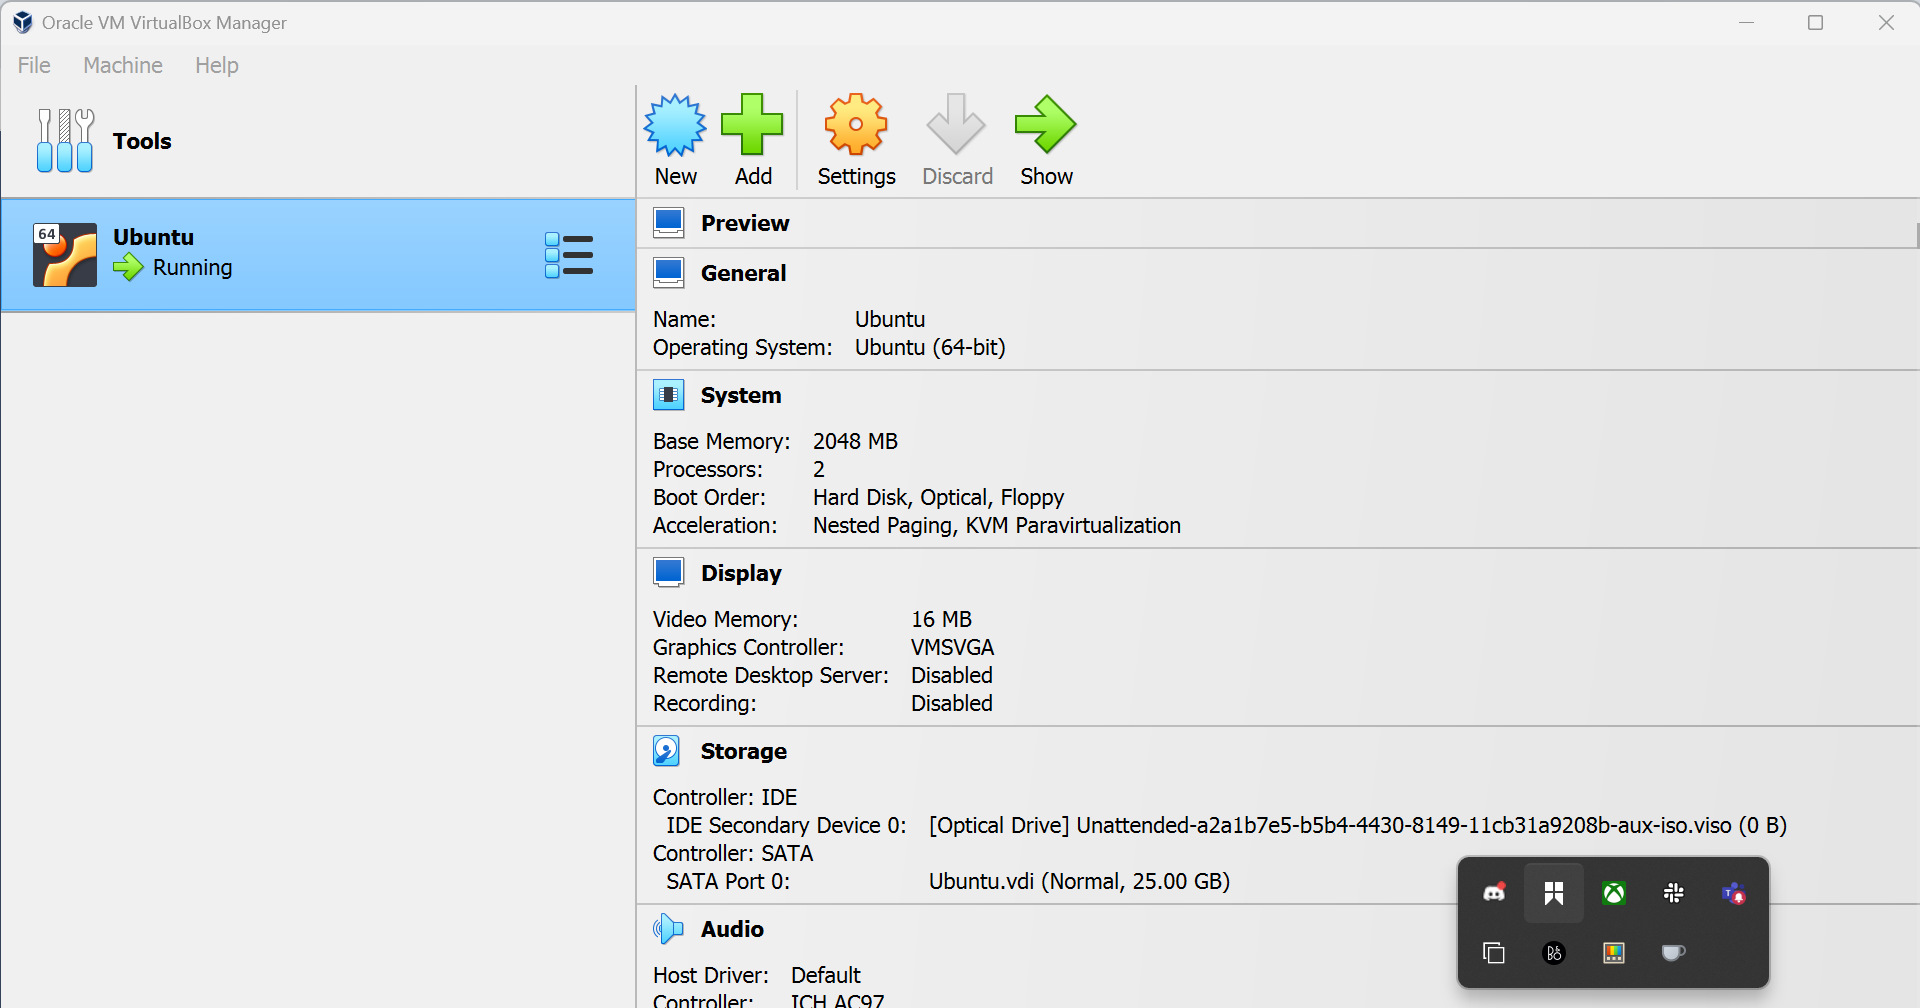 Oracle VM VirtualBox Manager
File Machine Help
Tools
New Add Settings Discard Show
64
Ubuntu
Running
Preview
General
Name: Ubuntu
Operating System: Ubuntu (64-bit)
System
Base Memory: 2048 MB
Processors: 2
Boot Order: Hard Disk, Optical, Floppy
Acceleration: Nested Paging, KVM Paravirtualization
Display
Video Memory: 16 MB
Graphics Controller: VMSVGA
Remote Desktop Server: Disabled
Recording: Disabled
Storage
Controller: IDE
IDE Secondary Device 0: [Optical Drive] Unattended-a2a1b7e5-b5b4-4430-8149-11cb31a9208b-aux-iso.viso (0 B)
Controller: SATA
SATA Port 0: Ubuntu.vdi (Normal, 25.00 GB)
Audio
Host Driver: Default
Controller: ICH AC97